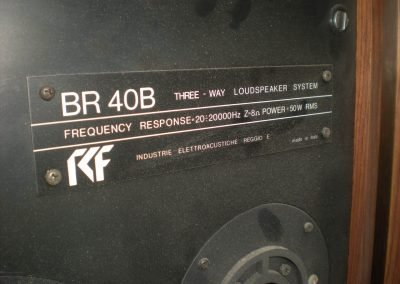 BR 40B THREE - WAY LOUDSPEAKER SYSTEM
FREQUENCY RESPONSE=20÷20000Hz Z=8Ω POWER=50W RMS
RCF INDUSTRIE ELETTROACUSTICHE REGGIO E. made in Italy